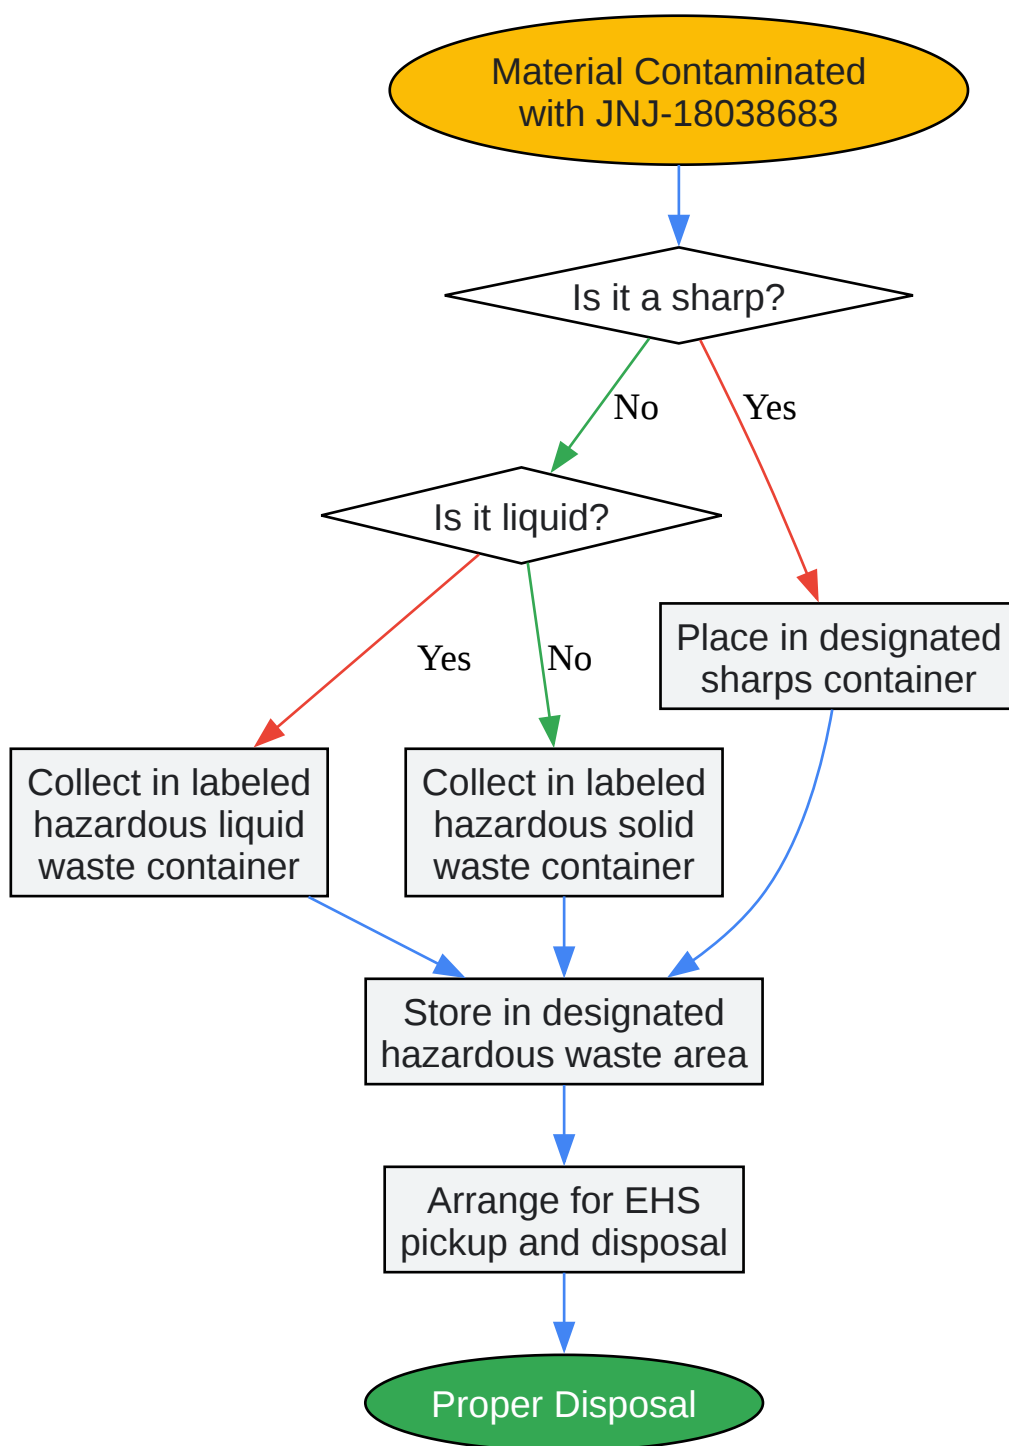 Material Contaminated
with JNJ-18038683
Is it a sharp?
No
Yes
Is it liquid?
Yes
No
Place in designated
sharps container
Collect in labeled
hazardous liquid
waste container
Collect in labeled
hazardous solid
waste container
Store in designated
hazardous waste area
Arrange for EHS
pickup and disposal
Proper Disposal